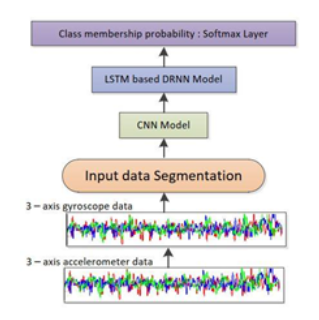 Class membership probability : Softmax Layer
LSTM based DRNN Model
CNN Model
Input data Segmentation
3 – axis gyroscope data
3 – axis accelerometer data